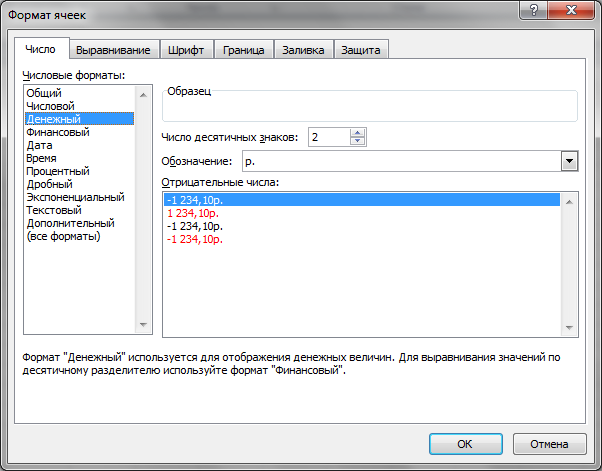 Формат ячеек
Число
Выравнивание
Шрифт
Граница
Заливка
Защита
Числовые форматы:
Общий
Числовой
Денежный
Финансовый
Дата
Время
Процентный
Дробный
Экспоненциальный
Текстовый
Дополнительный
(все форматы)
Образец
Число десятичных знаков: 2
Обозначение: р.
Отрицательные числа:
-1 234,10р.
1 234,10р.
-1 234,10р.
-1 234,10р.
Формат "Денежный" используется для отображения денежных величин. Для выравнивания значений по
десятичному разделителю используйте формат "Финансовый".
ОК
Отмена